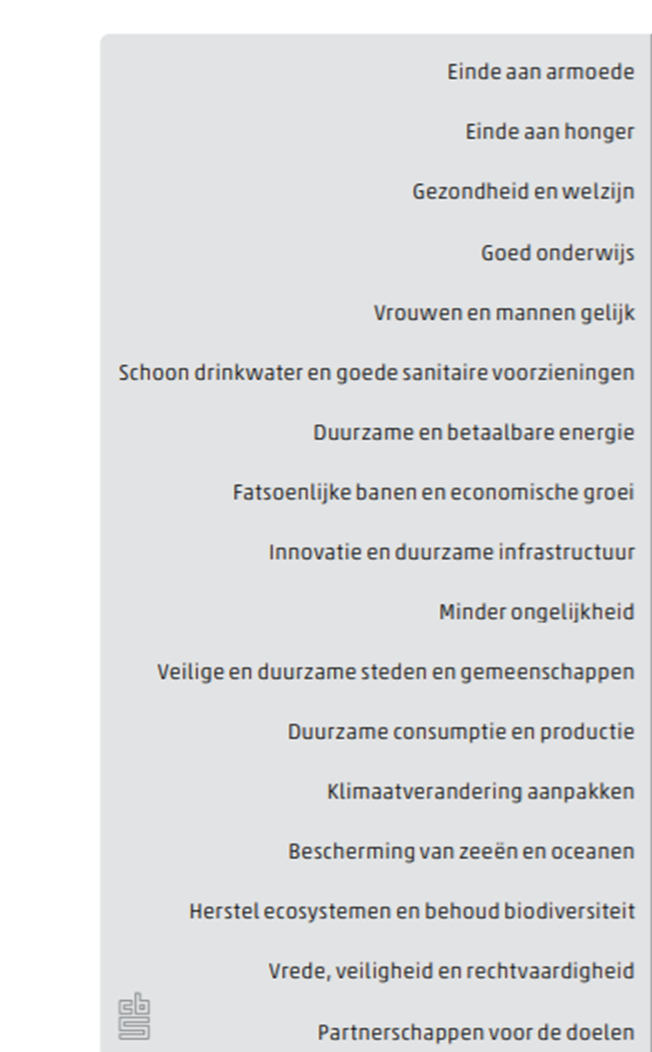 Einde aan armoede
Einde aan honger
Gezondheid en welzijn
Goed onderwijs
Vrouwen en mannen gelijk
Schoon drinkwater en goede sanitaire voorzieningen
Duurzame en betaalbare energie
Fatsoenlijke banen en economische groei
Innovatie en duurzame infrastructuur
Minder ongelijkheid
Veilige en duurzame steden en gemeenschappen
Duurzame consumptie en productie
Klimaatverandering aanpakken
Bescherming van zeeën en oceanen
Herstel ecosystemen en behoud biodiversiteit
Vrede, veiligheid en rechtvaardigheid
cbs
Partnerschappen voor de doelen